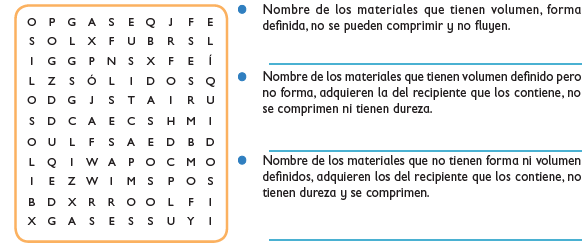 O P G A S E Q J F E
S O L X F U B R S L
I G G P N S X F E Í
L Z S Ó L I D O S Q
O D G J S T A I R U
S D C A E C S H M I
O U L F S A E D B D
L Q I W A P O C M O
I E Z W I M S P O S
B D X R R O O L F I
X G A S E S S U Y I
Nombre de los materiales que tienen volumen, forma
definida, no se pueden comprimir y no fluyen.
Nombre de los materiales que tienen volumen definido pero
no forma, adquieren la del recipiente que los contiene, no
se comprimen ni tienen dureza.
Nombre de los materiales que no tienen forma ni volumen
definidos, adquieren los del recipiente que los contiene, no
tienen dureza y se comprimen.